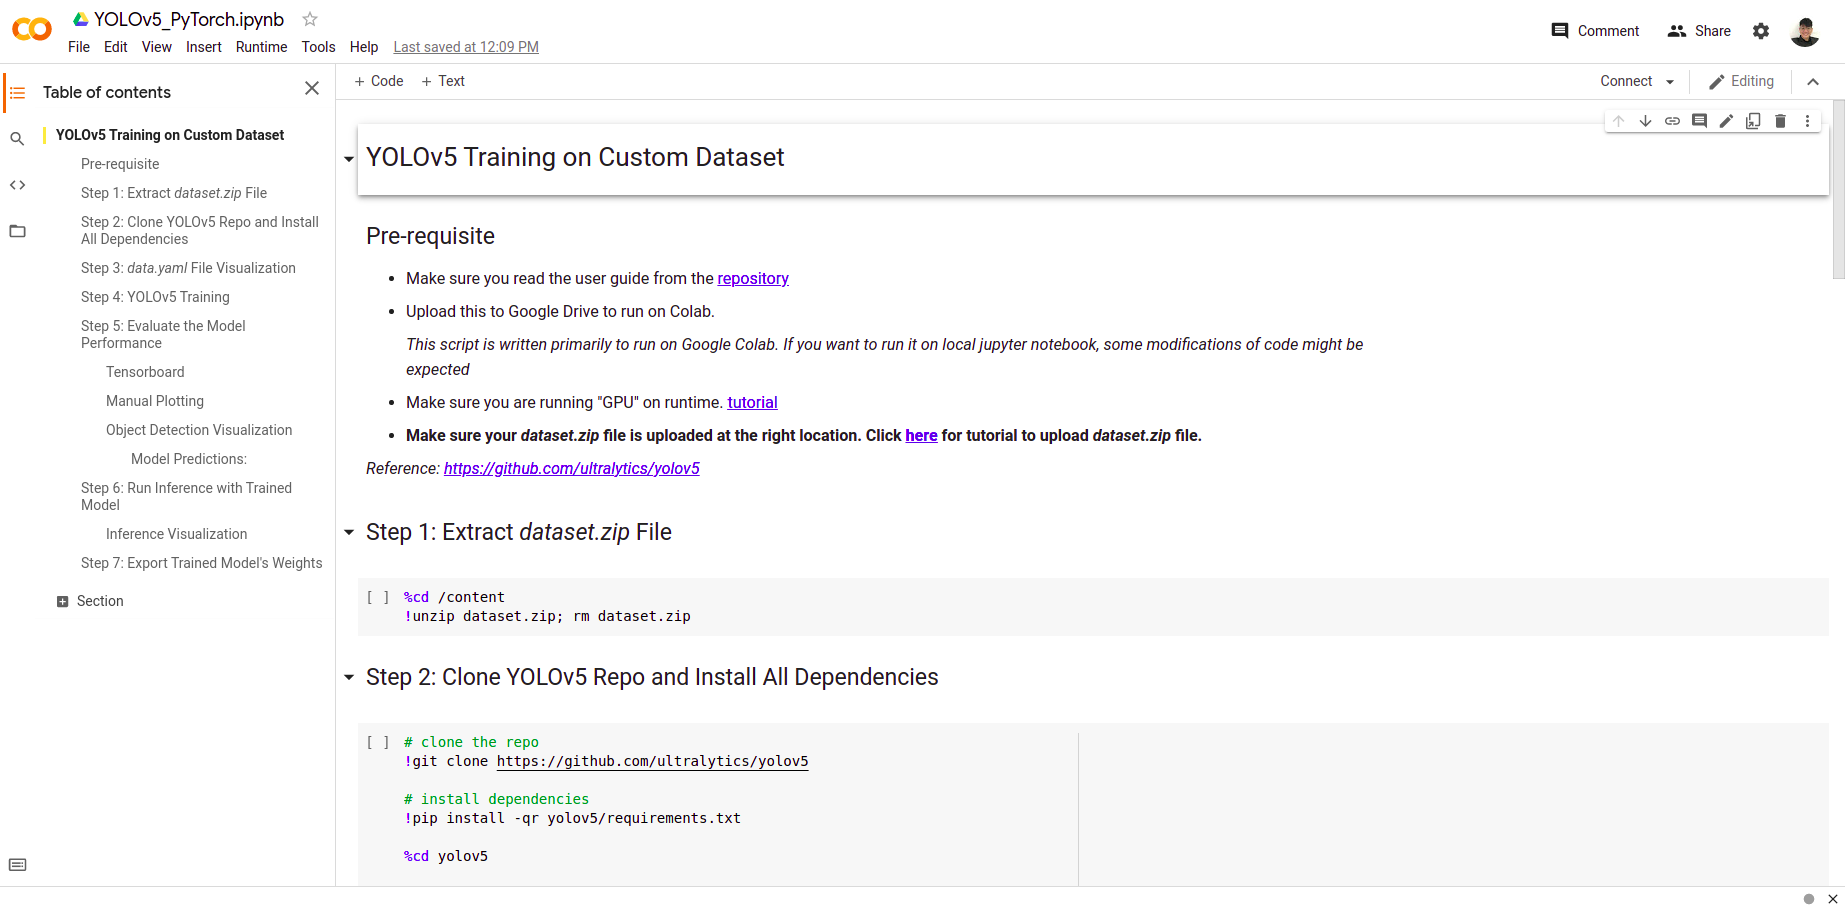 YOLOv5_PyTorch.ipynb
File Edit View Insert Runtime Tools Help Last saved at 12:09 PM
Comment Share
Table of contents
YOLOv5 Training on Custom Dataset
Pre-requisite
Step 1: Extract dataset.zip File
Step 2: Clone YOLOv5 Repo and Install
All Dependencies
Step 3: data.yaml File Visualization
Step 4: YOLOv5 Training
Step 5: Evaluate the Model
Performance
Tensorboard
Manual Plotting
Object Detection Visualization
Model Predictions:
Step 6: Run Inference with Trained
Model
Inference Visualization
Step 7: Export Trained Model's Weights
Section
+ Code + Text
Connect Editing
YOLOv5 Training on Custom Dataset
Pre-requisite
• Make sure you read the user guide from the repository
• Upload this to Google Drive to run on Colab.
This script is written primarily to run on Google Colab. If you want to run it on local jupyter notebook, some modifications of code might be
expected
• Make sure you are running "GPU" on runtime. tutorial
• Make sure your dataset.zip file is uploaded at the right location. Click here for tutorial to upload dataset.zip file.
Reference: https://github.com/ultralytics/yolov5
Step 1: Extract dataset.zip File
[ ] %cd /content
!unzip dataset.zip; rm dataset.zip
Step 2: Clone YOLOv5 Repo and Install All Dependencies
[ ] # clone the repo
!git clone https://github.com/ultralytics/yolov5
# install dependencies
!pip install -qr yolov5/requirements.txt
%cd yolov5